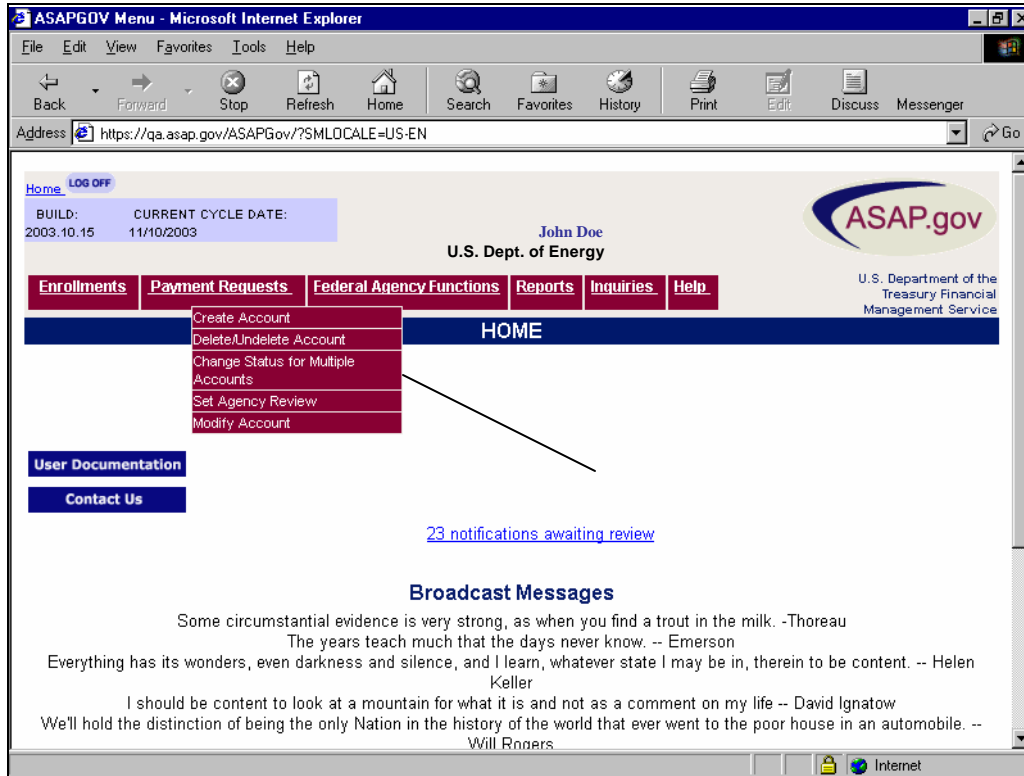 ASAPGOV Menu - Microsoft Internet Explorer
File Edit View Favorites Tools Help
Back Forward Stop Refresh Home Search Favorites History Print Edit Discuss Messenger
Address https://qa.asap.gov/ASAPGov/?SMLOCALE=US-EN Go
Home LOG OFF
BUILD: CURRENT CYCLE DATE:
2003.10.15 11/10/2003
John Doe
U.S. Dept. of Energy
ASAP.gov
U.S. Department of the
Treasury Financial
Management Service
Enrollments Payment Requests Federal Agency Functions Reports Inquiries Help
HOME
Create Account
Delete/Undelete Account
Change Status for Multiple
Accounts
Set Agency Review
Modify Account
User Documentation
Contact Us
23 notifications awaiting review
Broadcast Messages
Some circumstantial evidence is very strong, as when you find a trout in the milk. -Thoreau
The years teach much that the days never know. -- Emerson
Everything has its wonders, even darkness and silence, and I learn, whatever state I may be in, therein to be content. -- Helen
Keller
I should be content to look at a mountain for what it is and not as a comment on my life -- David Ignatow
We'll hold the distinction of being the only Nation in the history of the world that ever went to the poor house in an automobile. --
Will Rogers
Internet